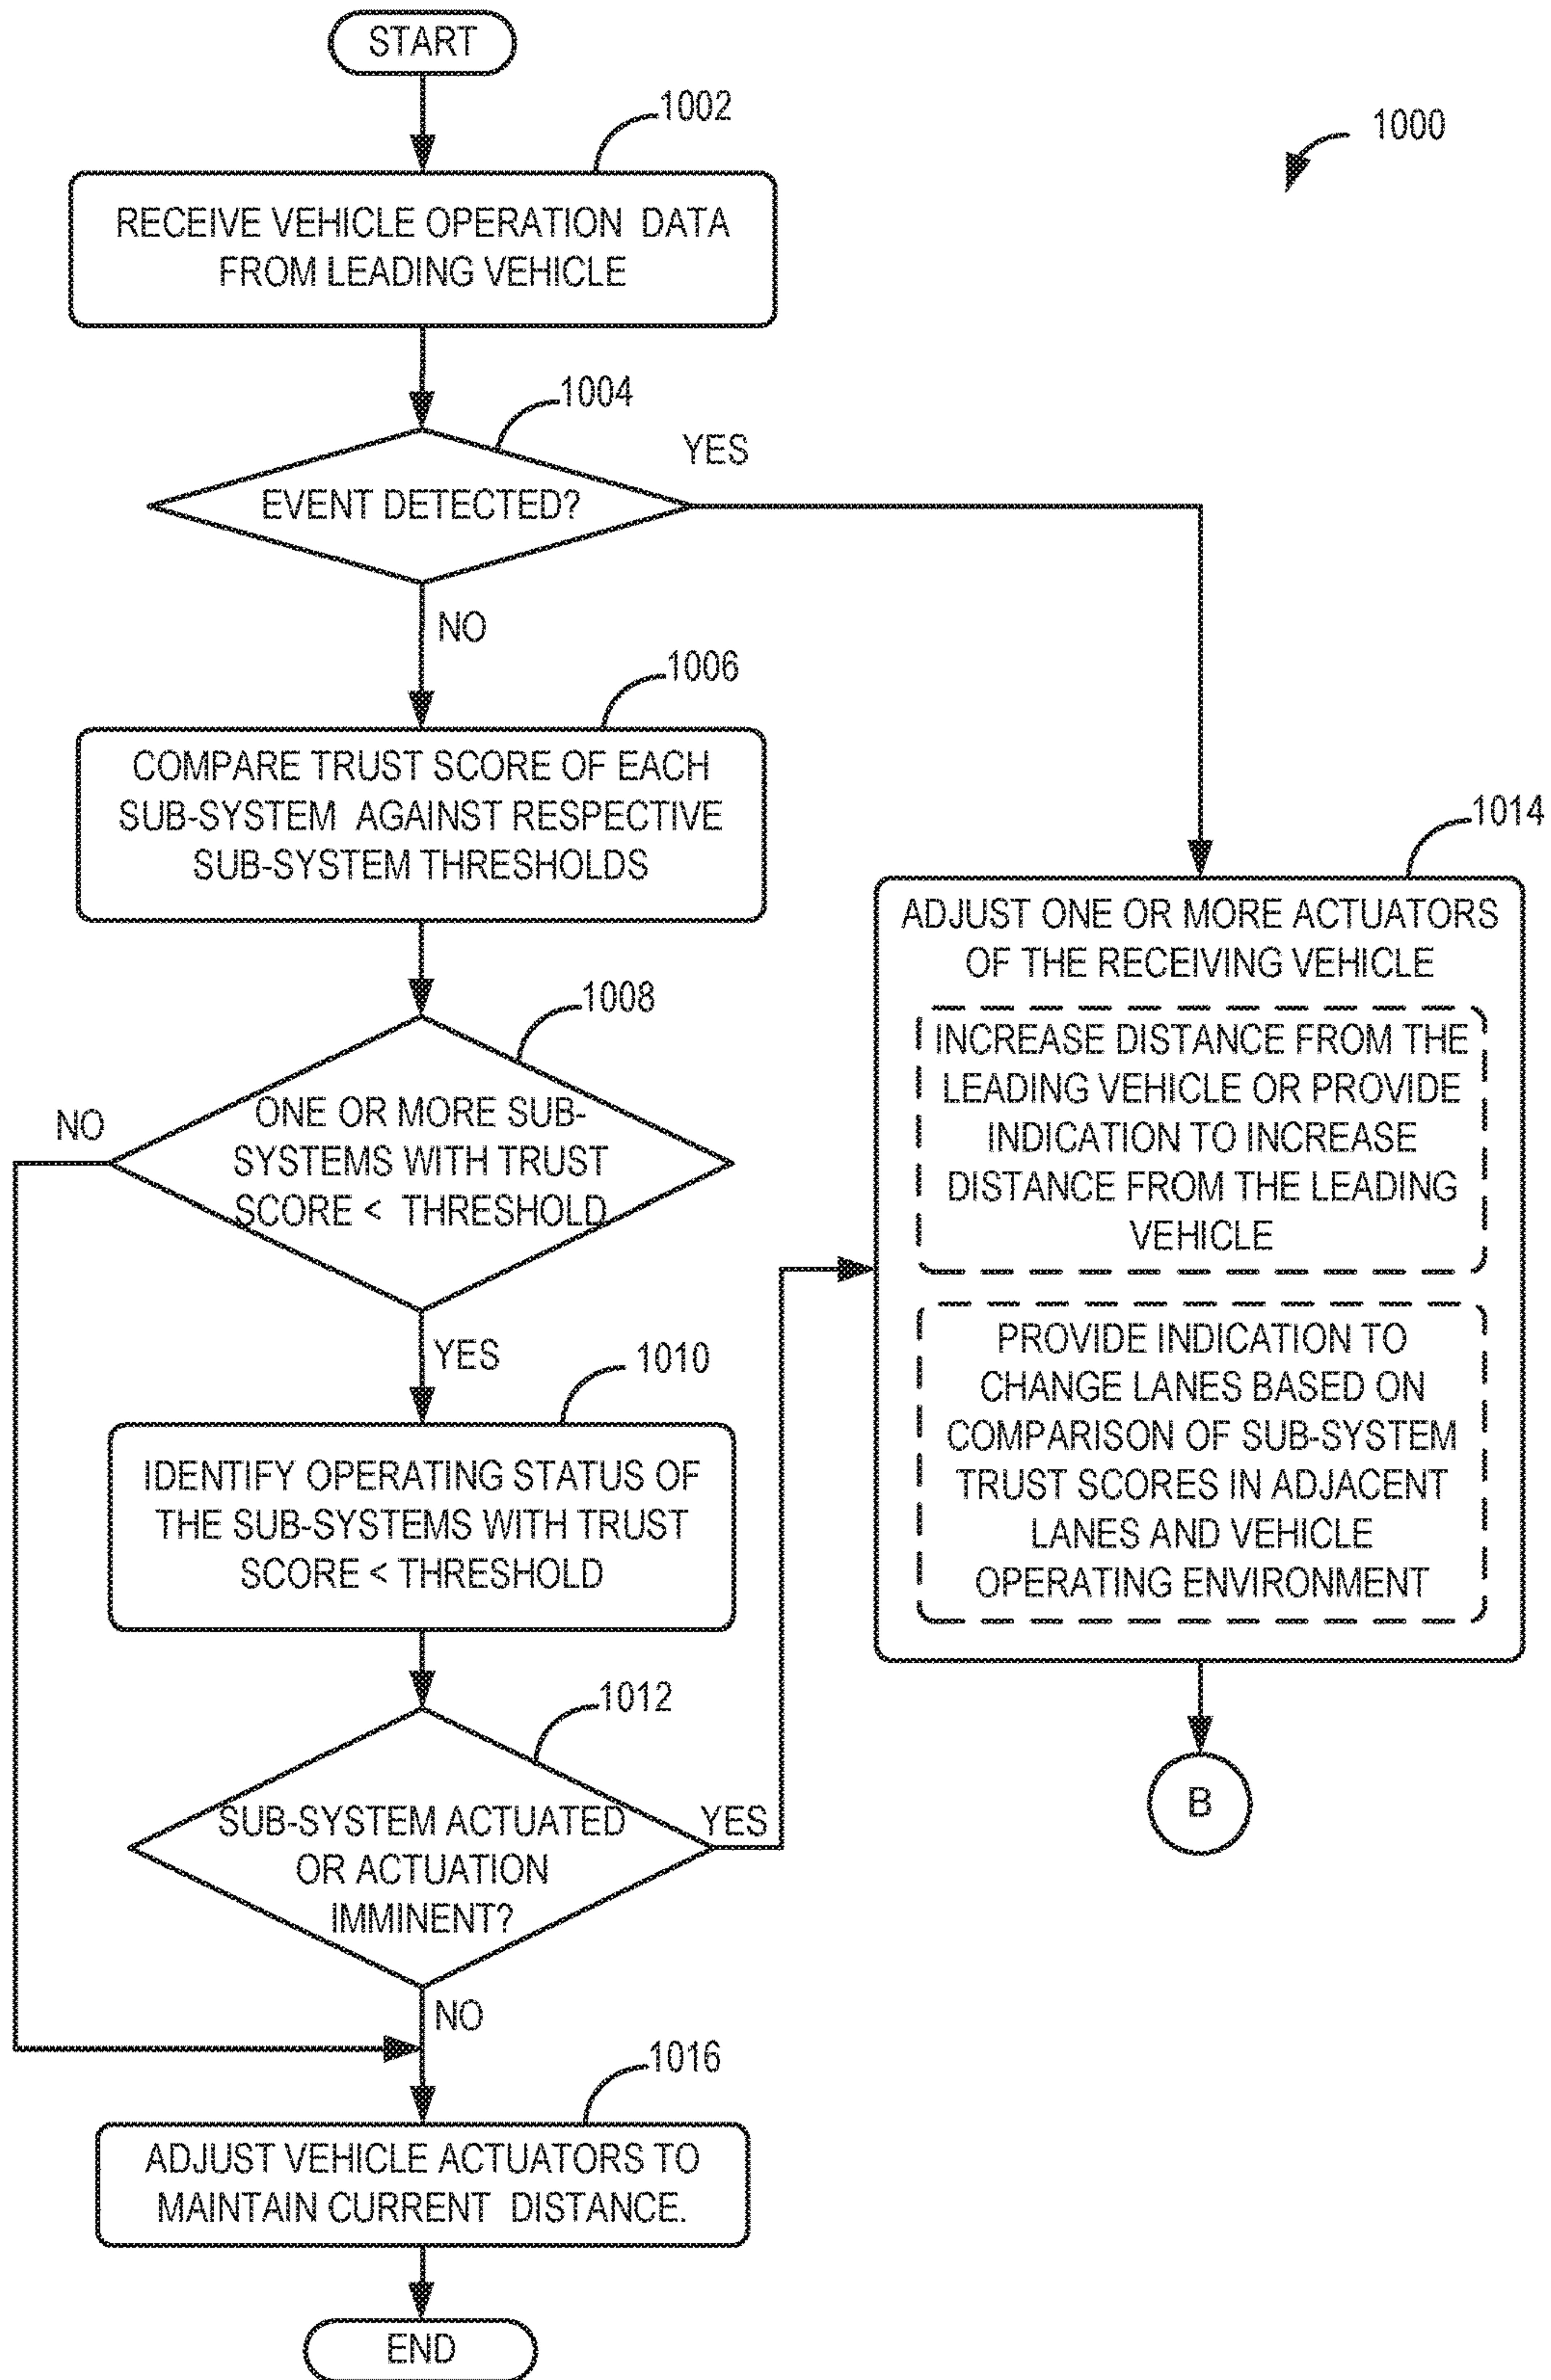 START
1002
1000
RECEIVE VEHICLE OPERATION DATA
FROM LEADING VEHICLE
1004
YES
EVENT DETECTED?
NO
1006
COMPARE TRUST SCORE OF EACH
SUB-SYSTEM AGAINST RESPECTIVE
SUB-SYSTEM THRESHOLDS
1008
NO
ONE OR MORE SUB-
SYSTEMS WITH TRUST
SCORE < THRESHOLD
YES
1010
IDENTIFY OPERATING STATUS OF
THE SUB-SYSTEMS WITH TRUST
SCORE < THRESHOLD
1012
SUB-SYSTEM ACTUATED
OR ACTUATION
IMMINENT?
YES
NO
1014
ADJUST ONE OR MORE ACTUATORS
OF THE RECEIVING VEHICLE
INCREASE DISTANCE FROM THE
LEADING VEHICLE OR PROVIDE
INDICATION TO INCREASE
DISTANCE FROM THE LEADING
VEHICLE
PROVIDE INDICATION TO
CHANGE LANES BASED ON
COMPARISON OF SUB-SYSTEM
TRUST SCORES IN ADJACENT
LANES AND VEHICLE
OPERATING ENVIRONMENT
B
1016
ADJUST VEHICLE ACTUATORS TO
MAINTAIN CURRENT DISTANCE.
END